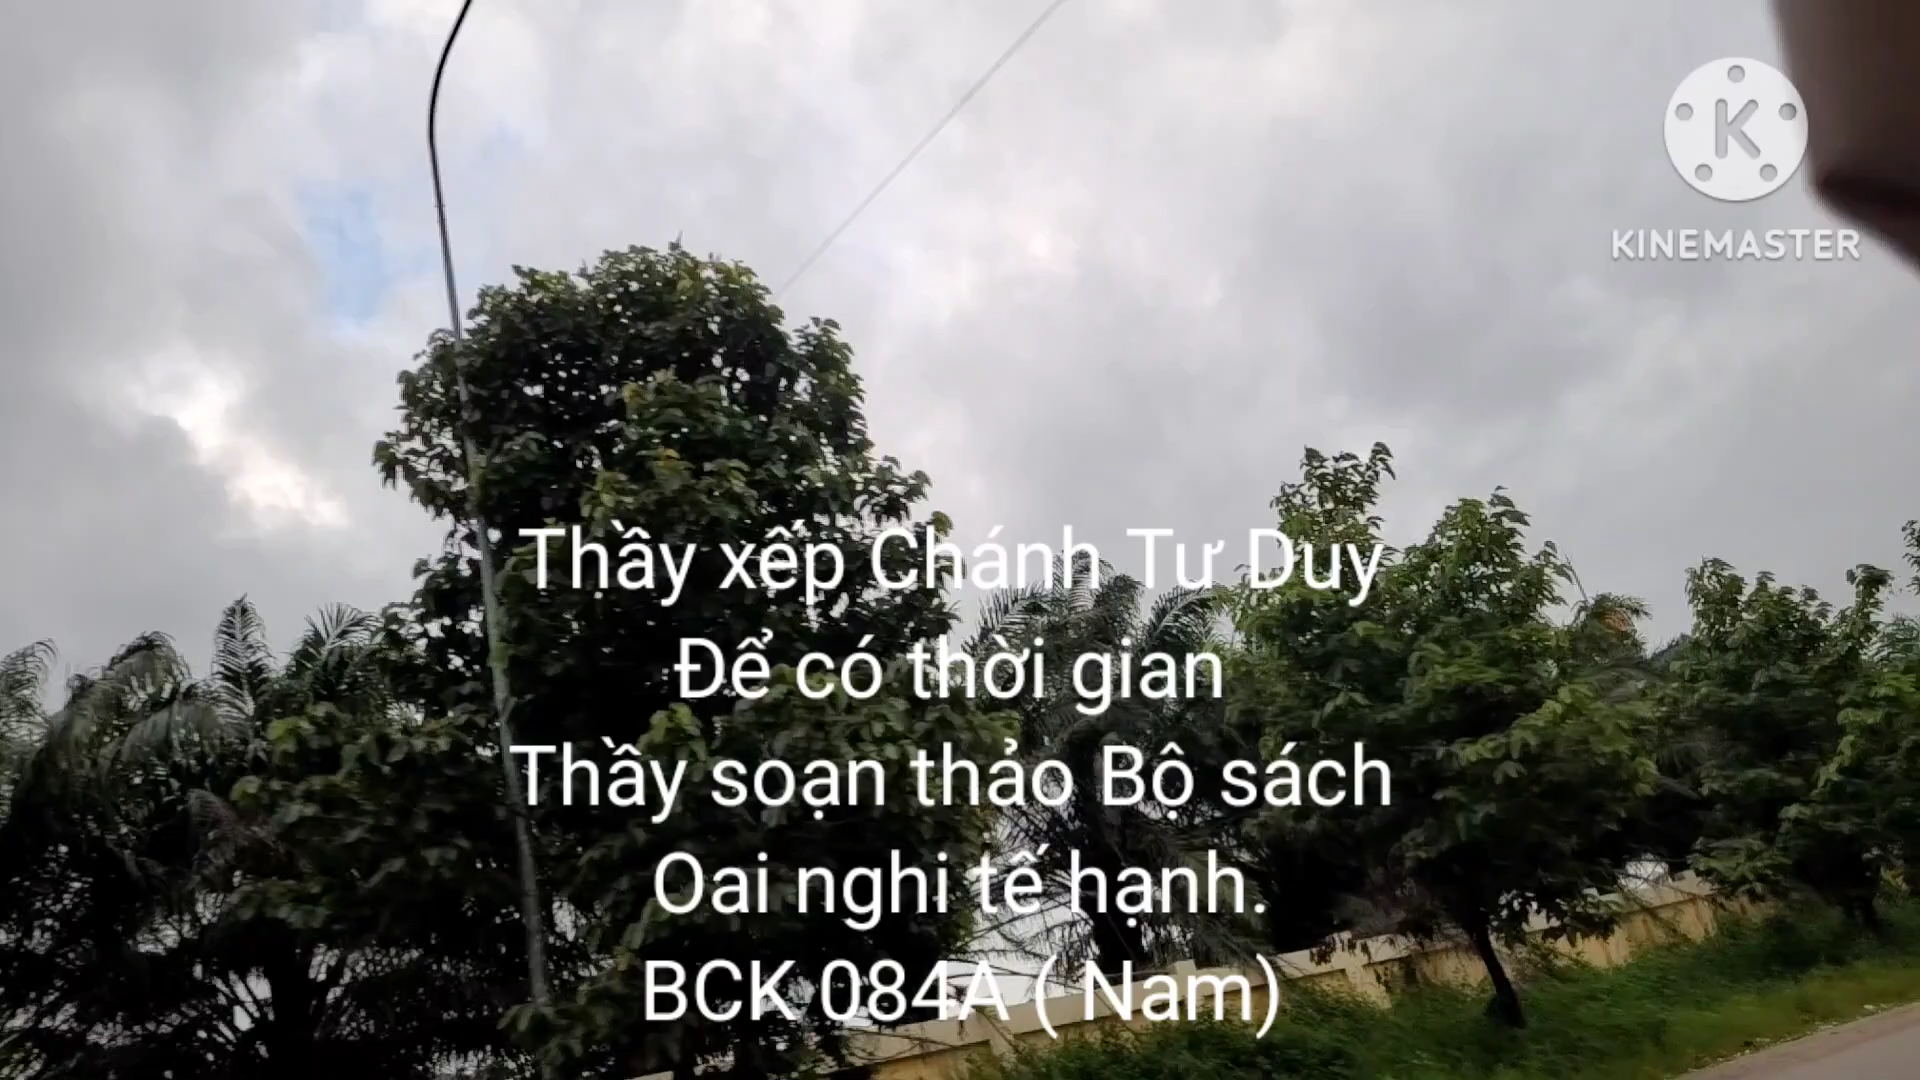 KINEMASTER
Thầy xếp Chánh Tư Duy
Để có thời gian
Thầy soạn thảo Bộ sách
Oai nghi tế hạnh.
BCK 084A ( Nam)